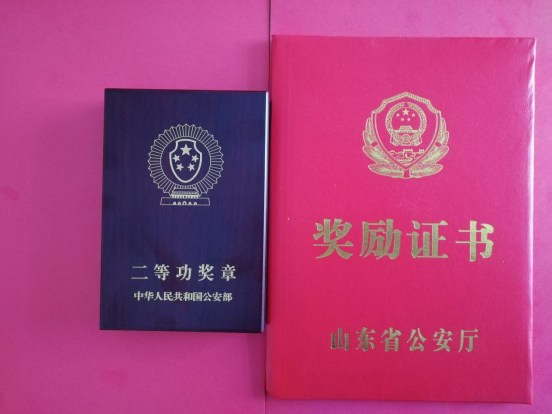 二等功奖章
中华人民共和国公安部
奖励证书
山东省公安厅